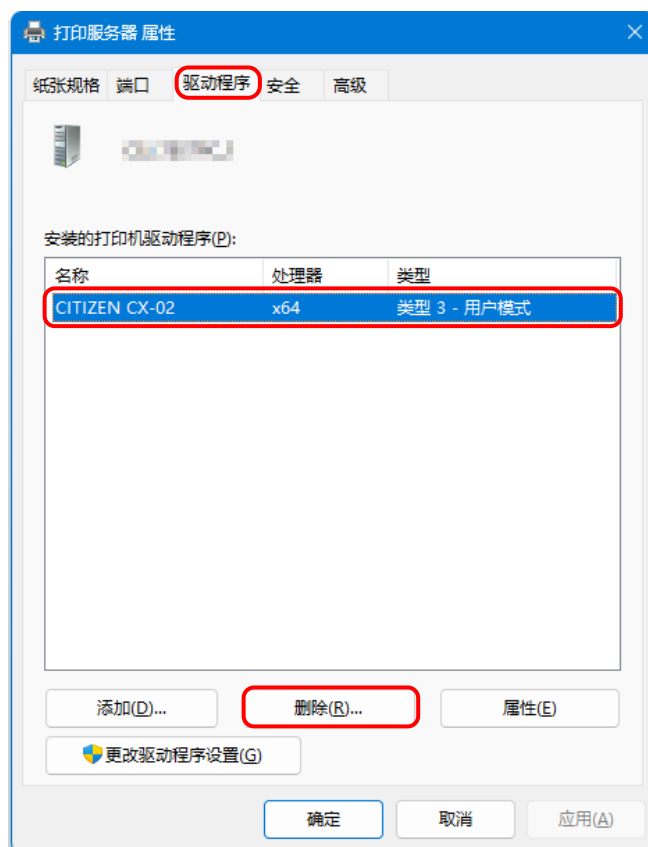 打印服务器 属性
纸张规格 端口 驱动程序 安全 高级
安装的打印机驱动程序(P):
名称 处理器 类型
CITIZEN CX-02 x64 类型 3 - 用户模式
添加(D)... 删除(R)... 属性(E)
更改驱动程序设置(G)
确定 取消 应用(A)